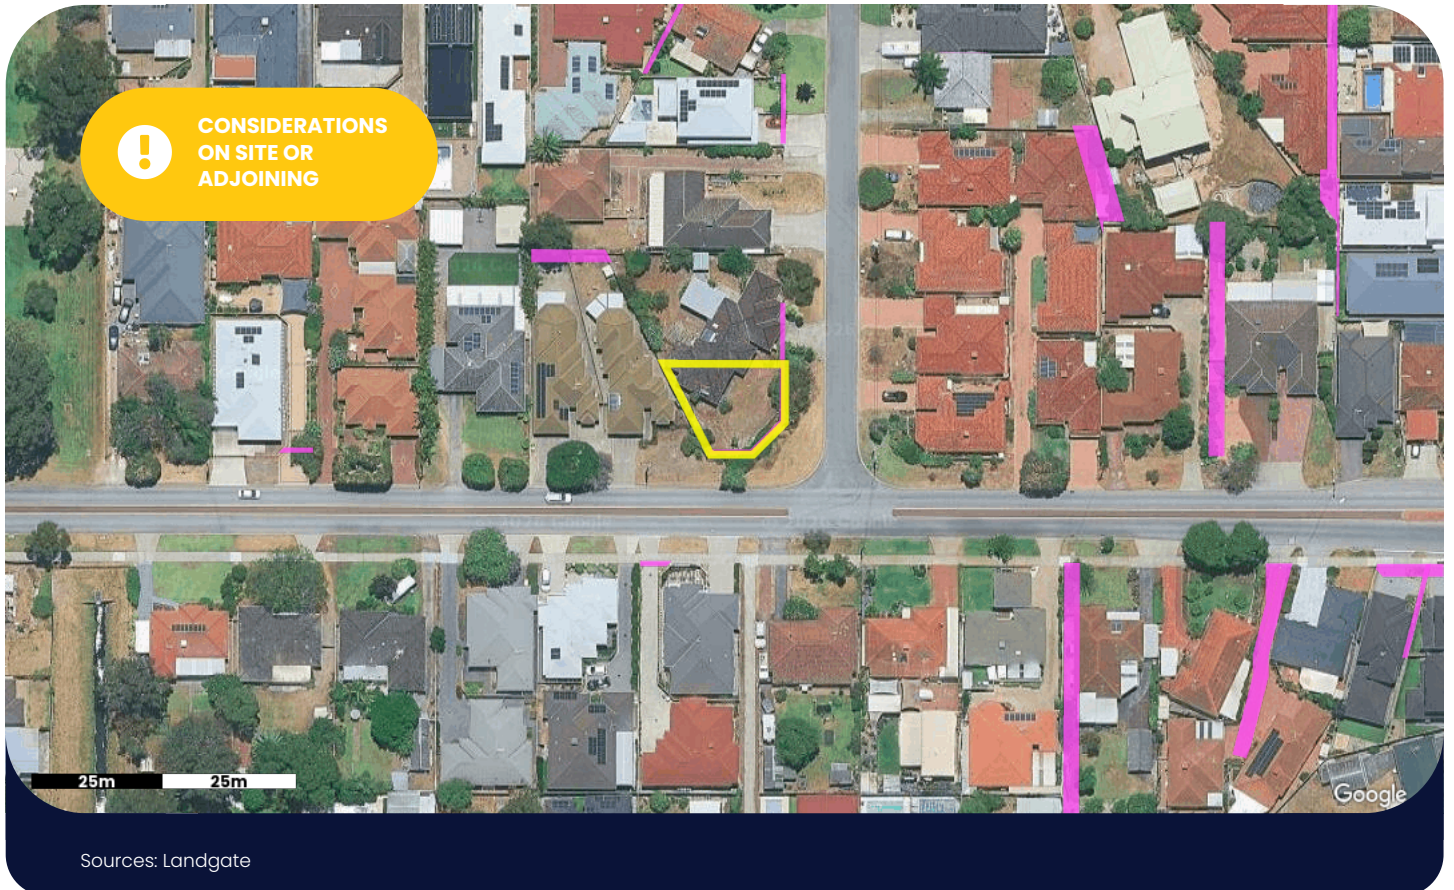 CONSIDERATIONS
ON SITE OR
ADJOINING
25m 25m
Google
Sources: Landgate